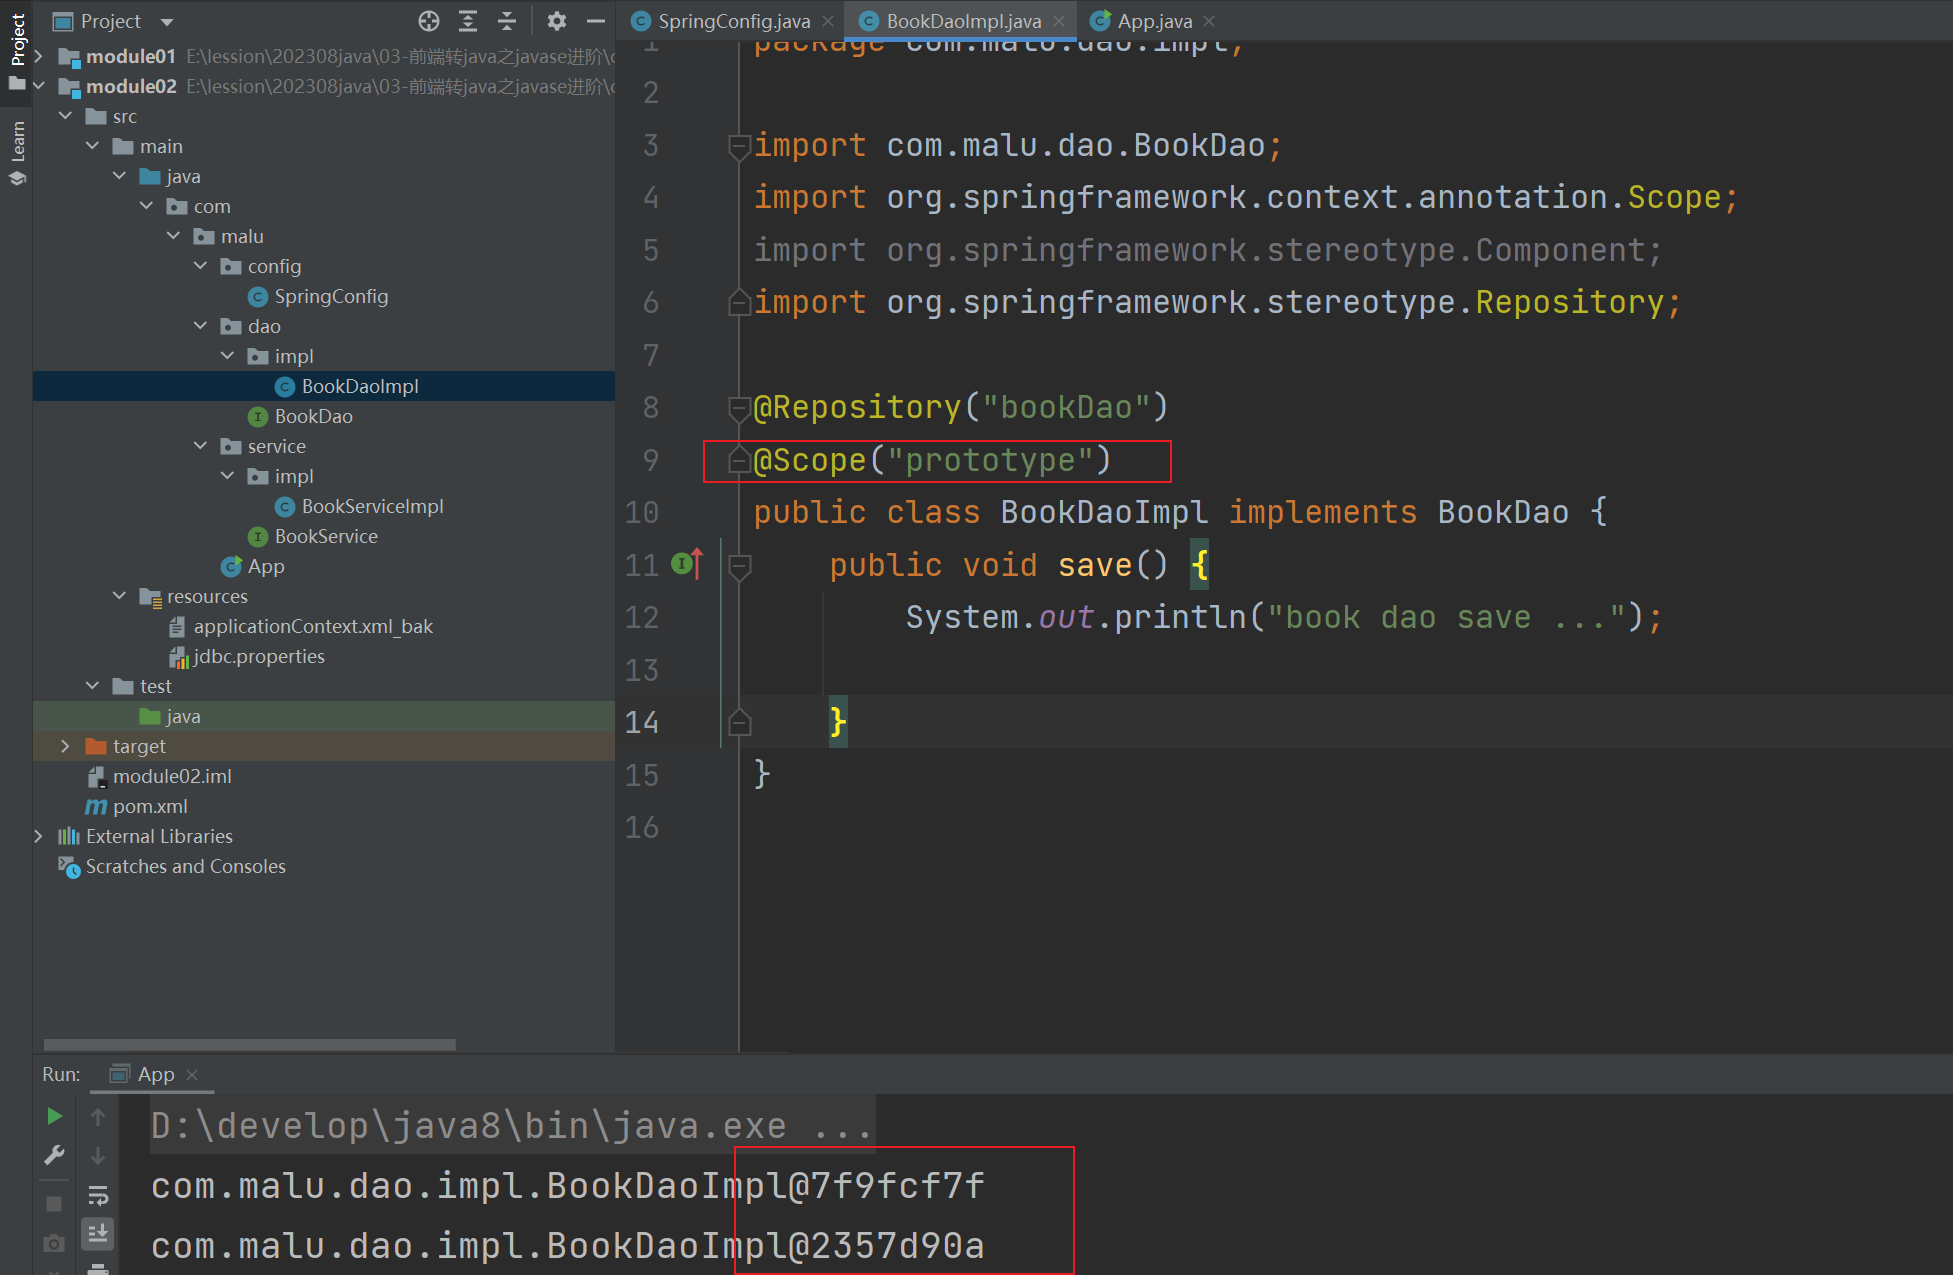 Project
Learn
Project
module01 E:\lession\202308java\03-前端转java之javase进阶\
module02 E:\lession\202308java\03-前端转java之javase进阶\
src
main
java
com
malu
config
SpringConfig
dao
impl
BookDaoImpl
BookDao
service
impl
BookServiceImpl
BookService
App
resources
applicationContext.xml_bak
jdbc.properties
test
java
target
module02.iml
pom.xml
External Libraries
Scratches and Consoles
SpringConfig.java
BookDaoImpl.java
App.java
1 package com.malu.dao.impl;
2
3 import com.malu.dao.BookDao;
4 import org.springframework.context.annotation.Scope;
5 import org.springframework.stereotype.Component;
6 import org.springframework.stereotype.Repository;
7
8 @Repository("bookDao")
9 @Scope("prototype")
10 public class BookDaoImpl implements BookDao {
11 public void save() {
12 System.out.println("book dao save ...");
13
14 }
15 }
16
Run: App
D:\develop\java8\bin\java.exe ...
com.malu.dao.impl.BookDaoImpl@7f9fcf7f
com.malu.dao.impl.BookDaoImpl@2357d90a